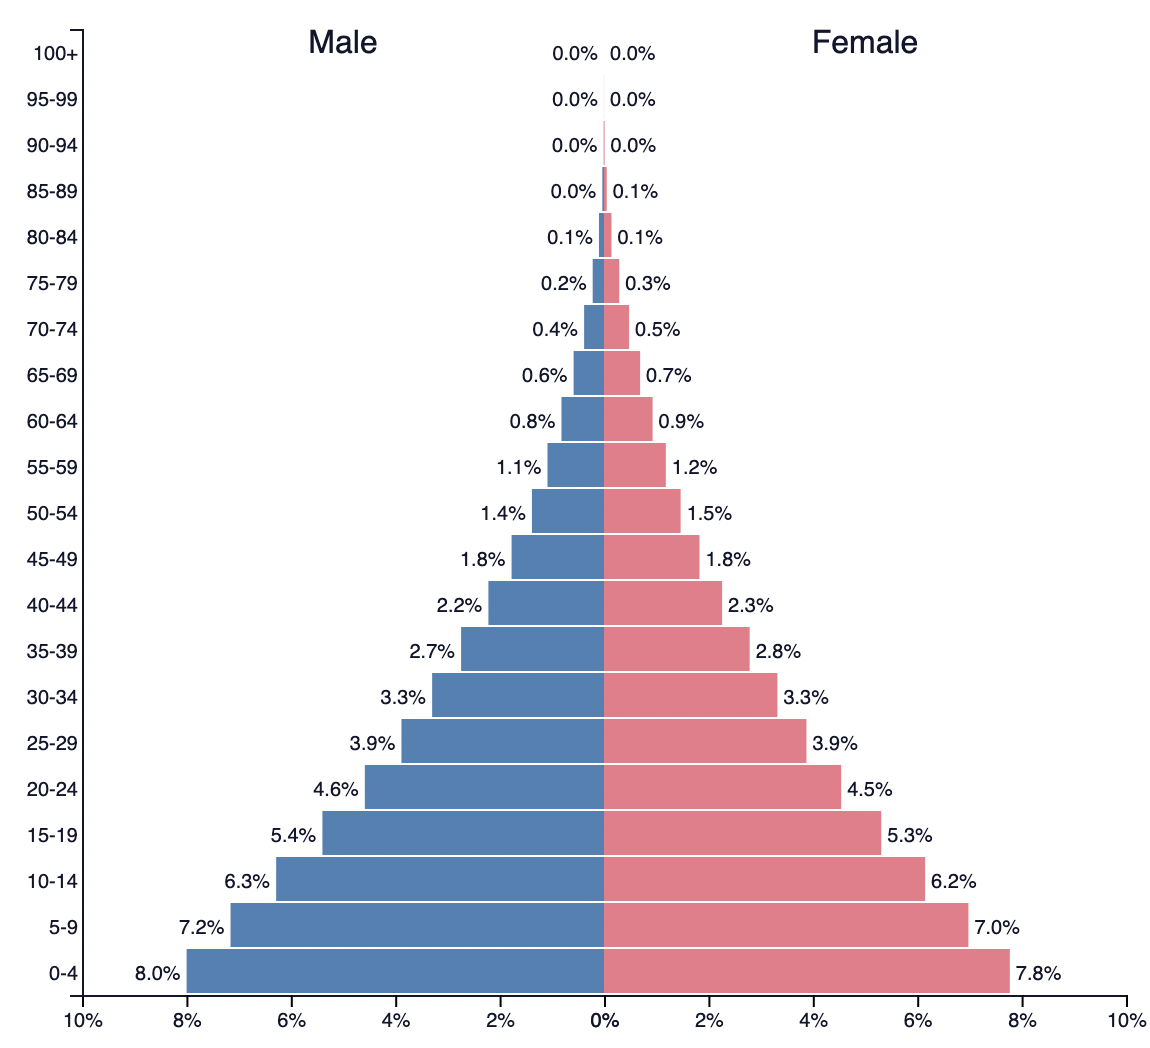 Male Female
100+ 0.0% 0.0%
95-99 0.0% 0.0%
90-94 0.0% 0.0%
85-89 0.0% 0.1%
80-84 0.1% 0.1%
75-79 0.2% 0.3%
70-74 0.4% 0.5%
65-69 0.6% 0.7%
60-64 0.8% 0.9%
55-59 1.1% 1.2%
50-54 1.4% 1.5%
45-49 1.8% 1.8%
40-44 2.2% 2.3%
35-39 2.7% 2.8%
30-34 3.3% 3.3%
25-29 3.9% 3.9%
20-24 4.6% 4.5%
15-19 5.4% 5.3%
10-14 6.3% 6.2%
5-9 7.2% 7.0%
0-4 8.0% 7.8%
10% 8% 6% 4% 2% 0% 2% 4% 6% 8% 10%